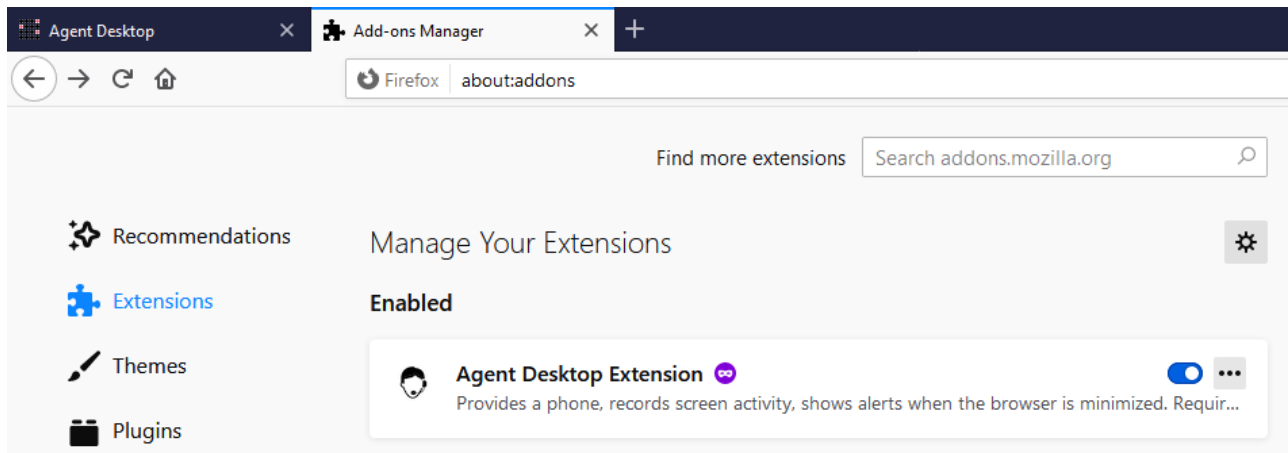 Agent Desktop
Add-ons Manager
Firefox about:addons
Find more extensions Search addons.mozilla.org
Recommendations
Manage Your Extensions
Extensions
Enabled
Themes
Agent Desktop Extension
Provides a phone, records screen activity, shows alerts when the browser is minimized. Requir...
Plugins